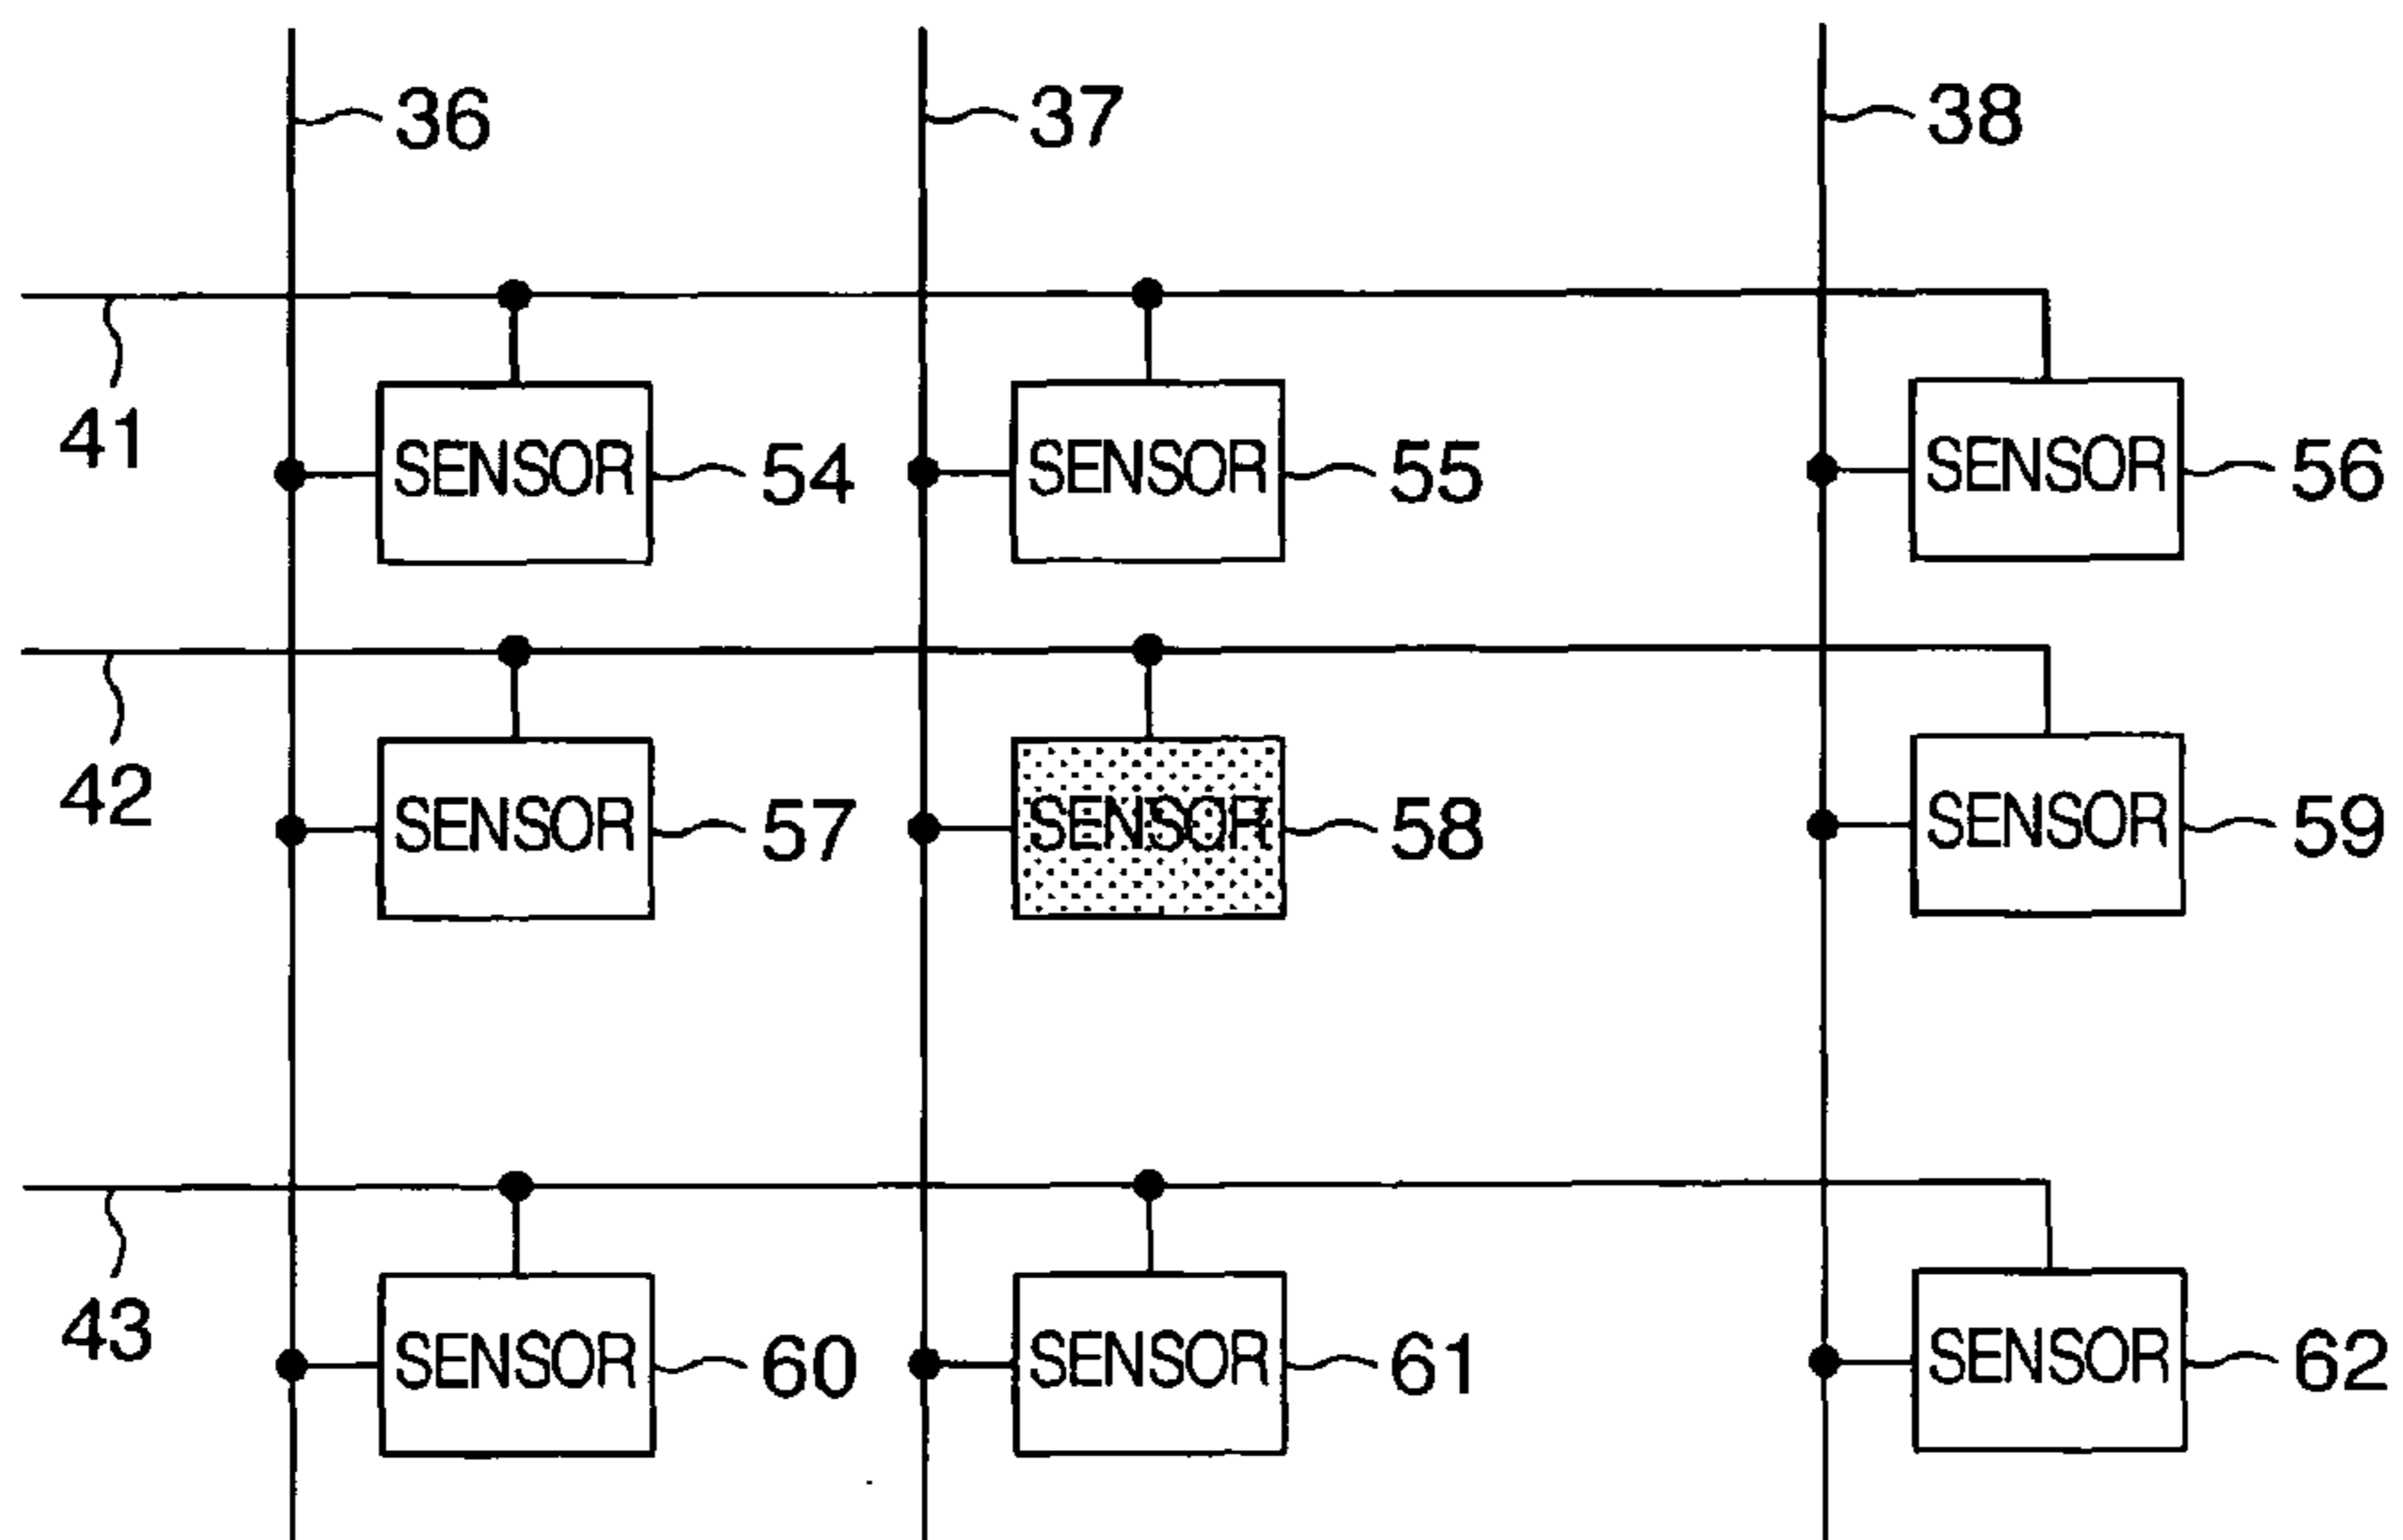 36 37 38
41 SENSOR 54 SENSOR 55 SENSOR 56
42 SENSOR 57 SENSOR 58 SENSOR 59
43 SENSOR 60 SENSOR 61 SENSOR 62